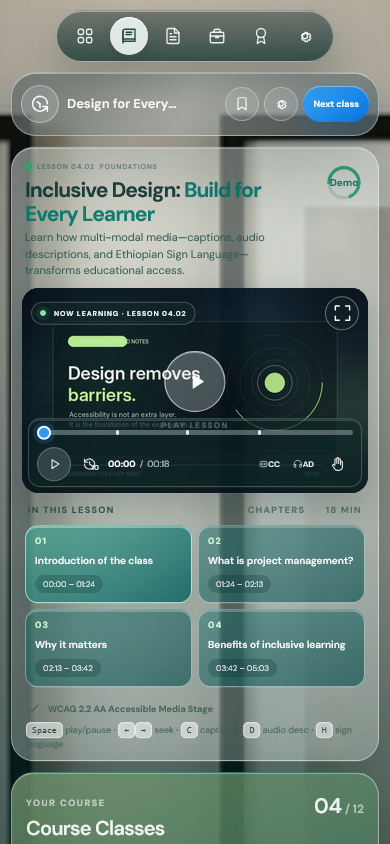 Design for Every...
Next class
LESSON 04.02 FOUNDATIONS
Inclusive Design: Build for
Every Learner
Demo
Learn how multi-modal media—captions, audio
descriptions, and Ethiopian Sign Language—
transforms educational access.
NOW LEARNING · LESSON 04.02
NOTES
Design removes
barriers.
Accessibility is not an extra layer.
It is the foundation of
PLAY LESSON
00:00 / 00:18
CC
AD
IN THIS LESSON
CHAPTERS · 18 MIN
01
Introduction of the class
00:00 – 01:24
02
What is project management?
01:24 – 02:13
03
Why it matters
02:13 – 03:42
04
Benefits of inclusive learning
03:42 – 05:03
WCAG 2.2 AA Accessible Media Stage
Space play/pause · ← → seek · C D audio desc · H sign
language
YOUR COURSE
04 / 12
Course Classes